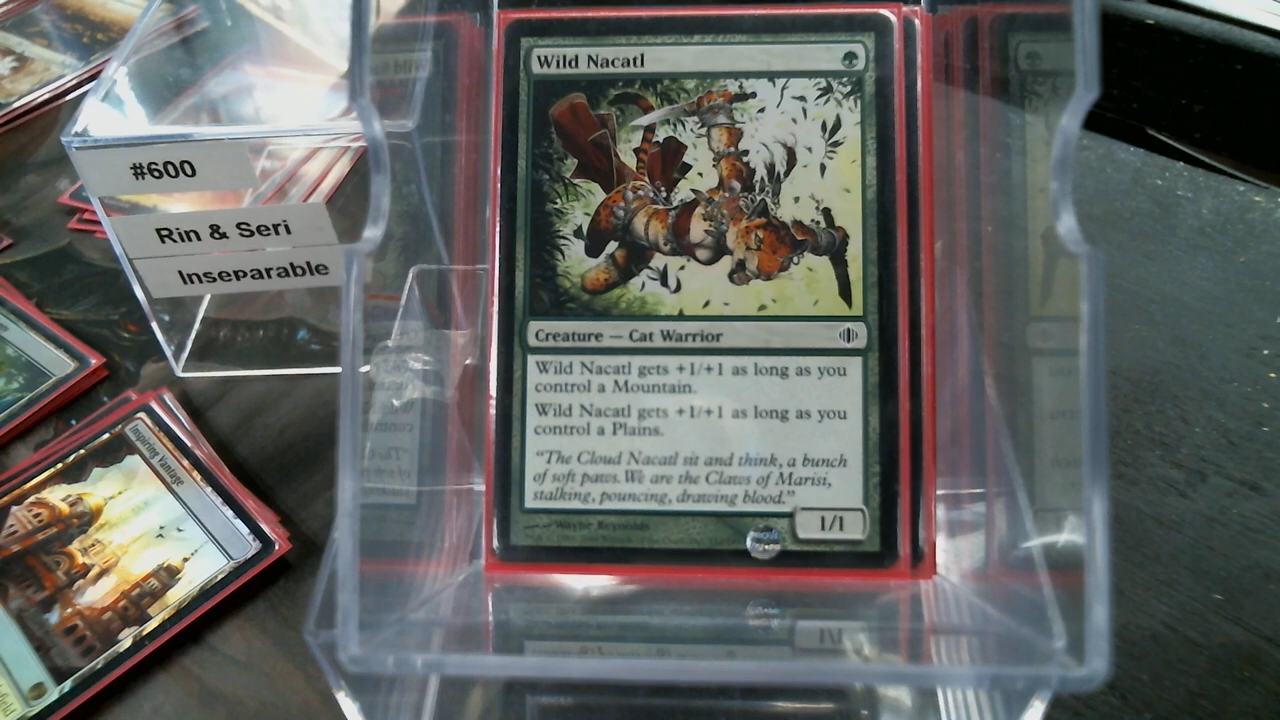 #600
Rin & Seri
Inseparable
Inspiring Vantage
Wild Nacatl
Creature — Cat Warrior
Wild Nacatl gets +1/+1 as long as you
control a Mountain.
Wild Nacatl gets +1/+1 as long as you
control a Plains.
“The Cloud Nacatl sit and think, a bunch
of soft paws. We are the Claws of Marisi,
stalking, pouncing, drawing blood.”
Wayne Reynolds
1/1